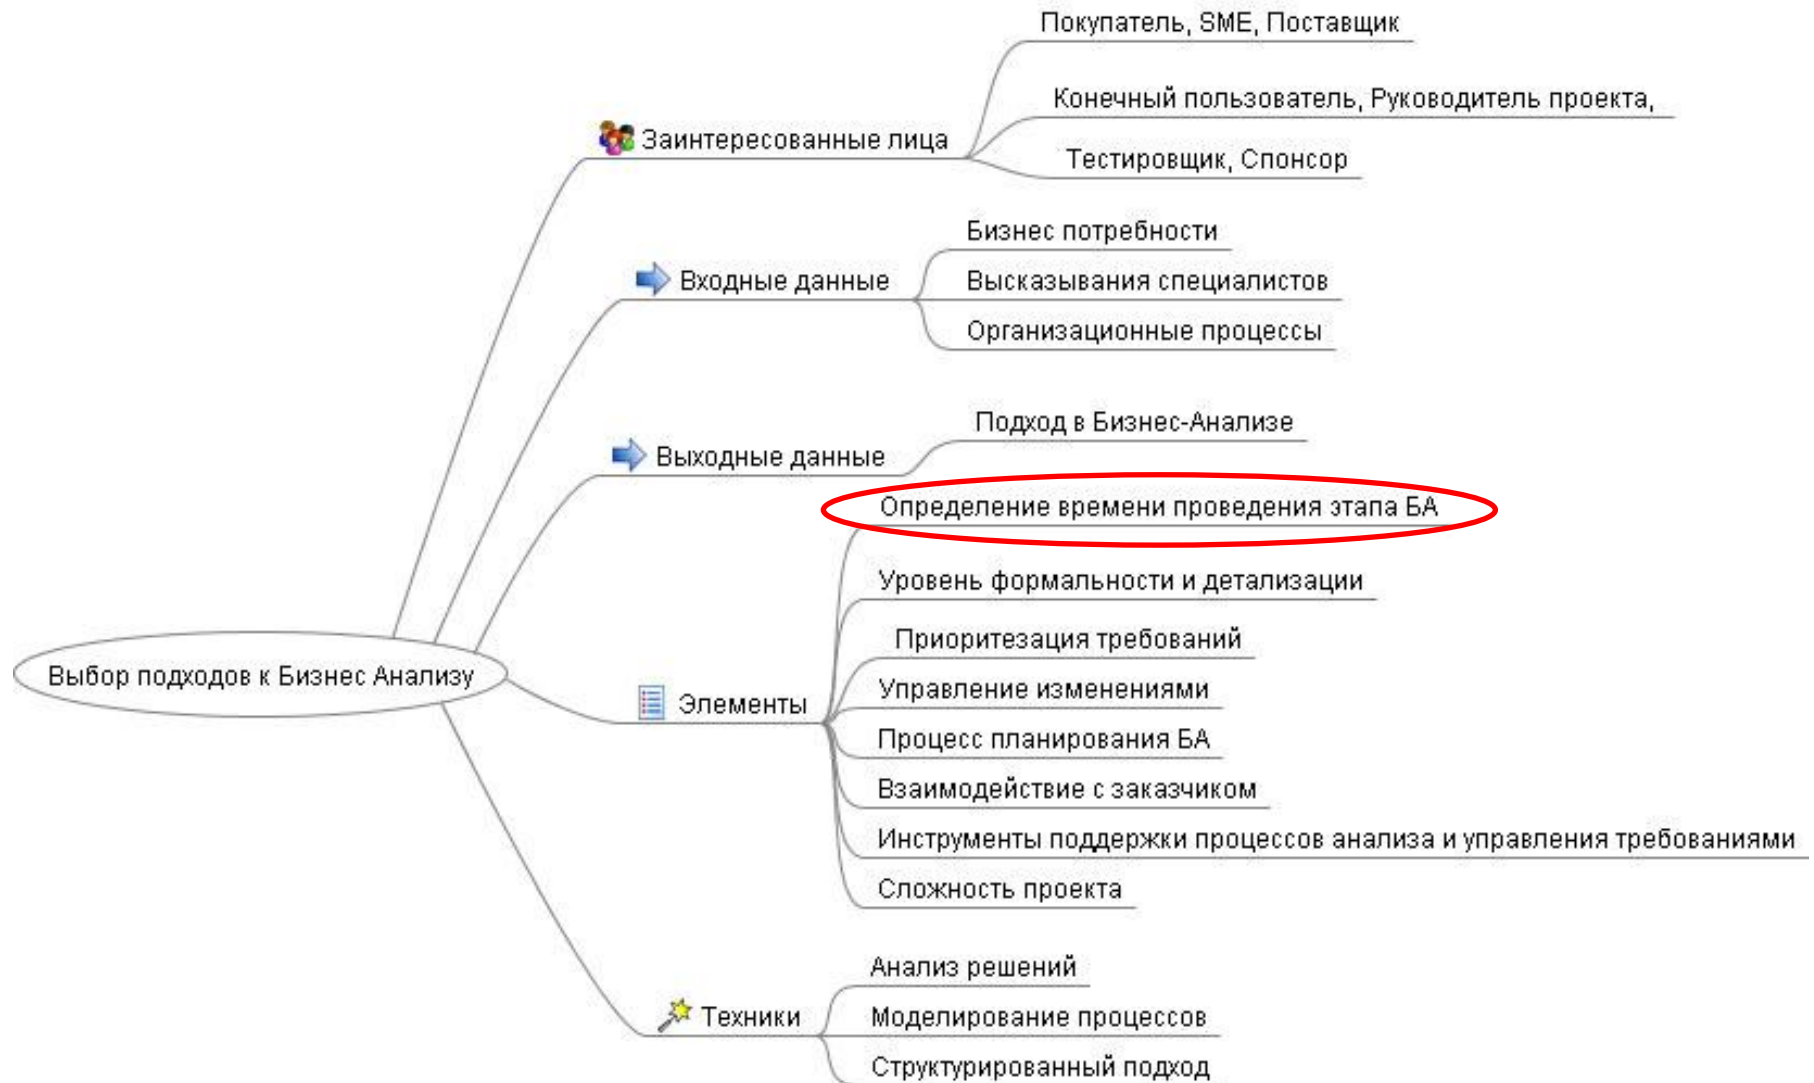 Покупатель, SME, Поставщик
Конечный пользователь, Руководитель проекта,
Заинтересованные лица
Тестировщик, Спонсор
Бизнес потребности
Входные данные
Высказывания специалистов
Организационные процессы
Подход в Бизнес-Анализе
Выходные данные
Определение времени проведения этапа БА
Уровень формальности и детализации
Приоритезация требований
Выбор подходов к Бизнес Анализу
Управление изменениями
Элементы
Процесс планирования БА
Взаимодействие с заказчиком
Инструменты поддержки процессов анализа и управления требованиями
Сложность проекта
Анализ решений
Техники
Моделирование процессов
Структурированный подход